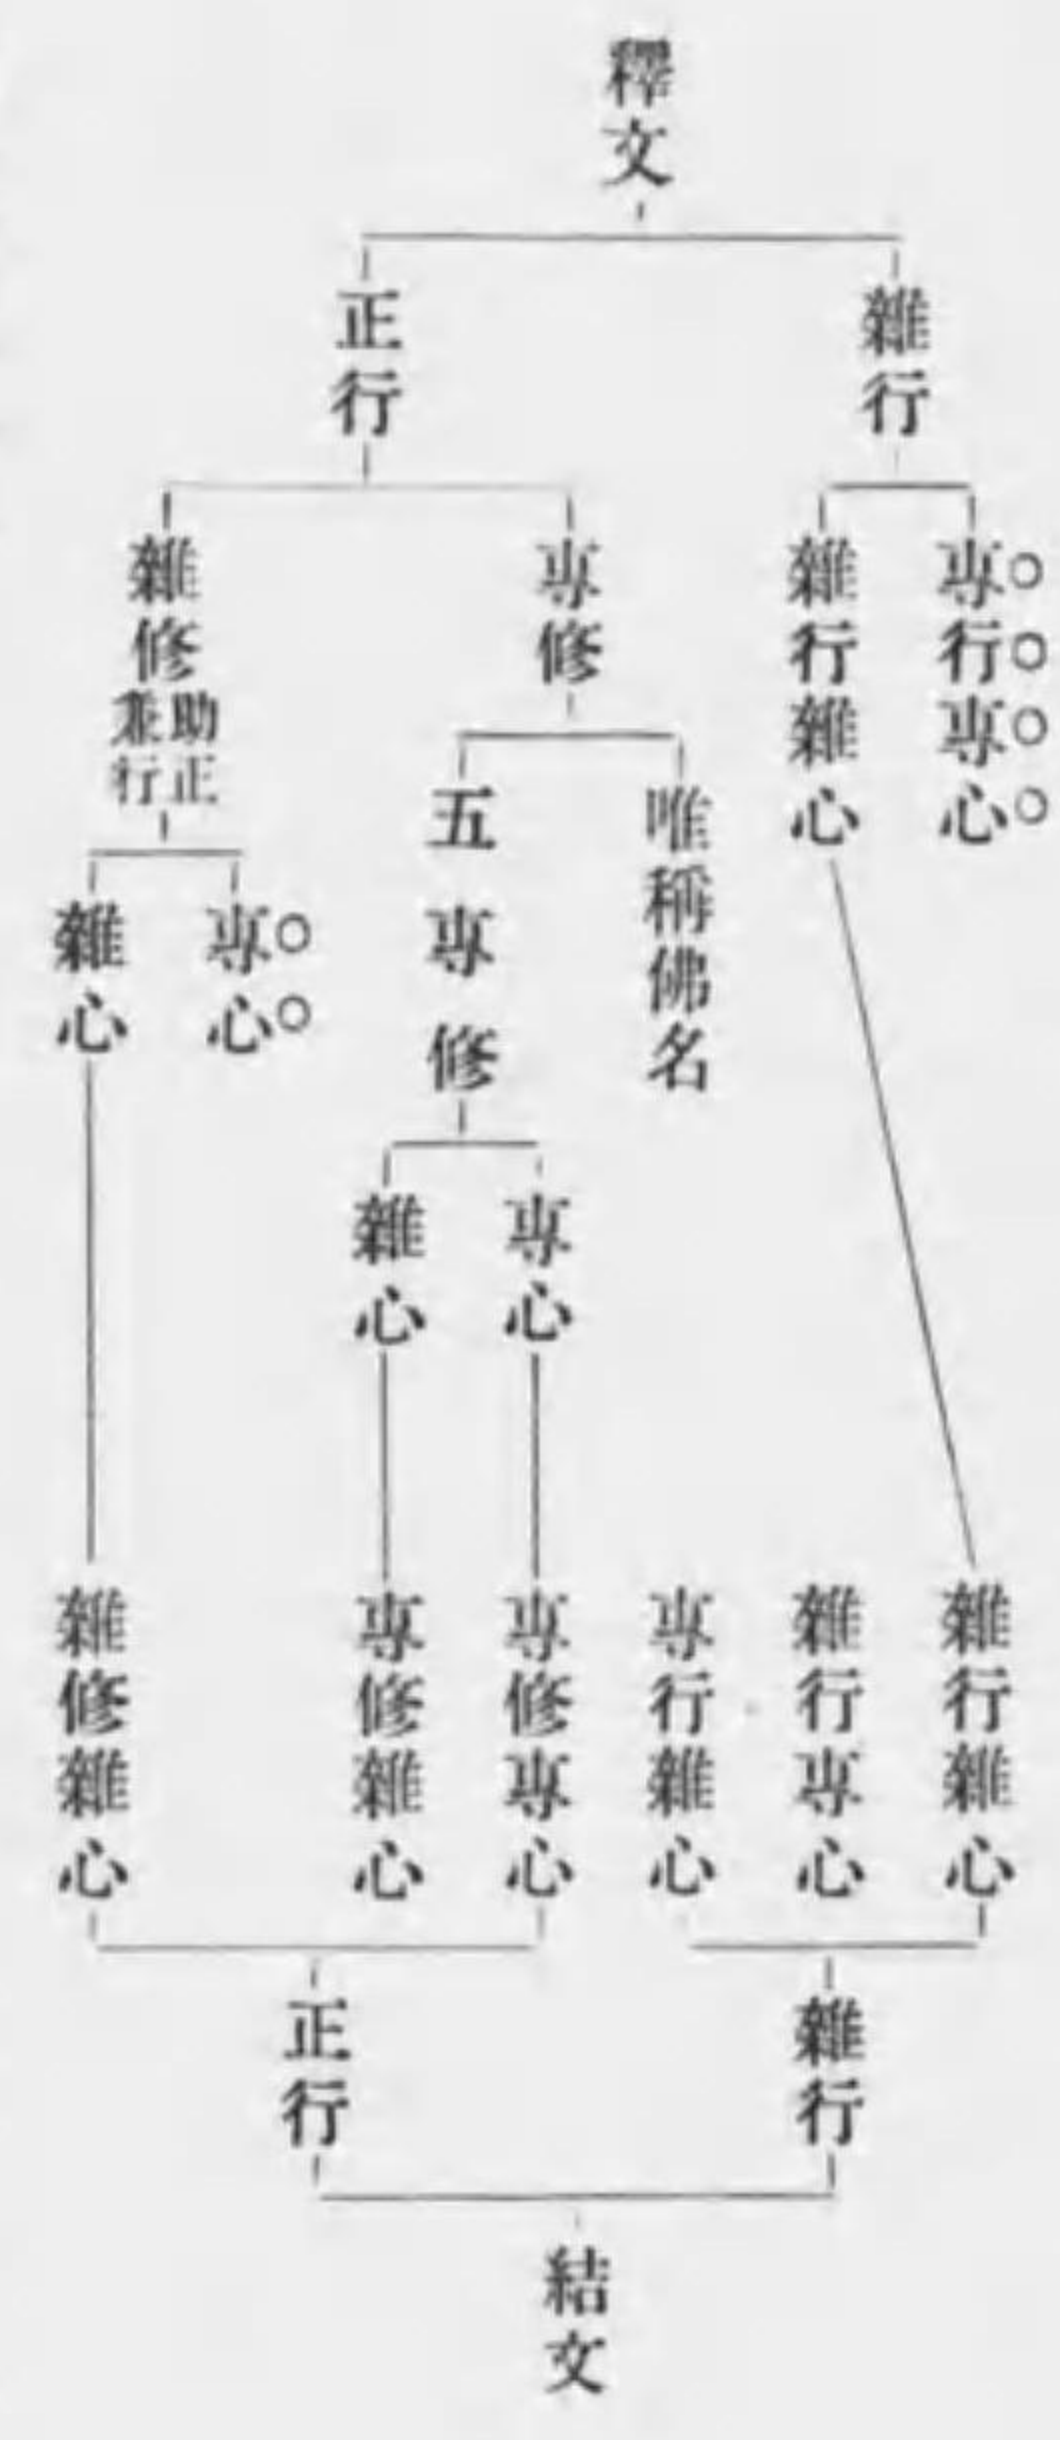 釋文
雜行
正行
專行專心○○○○
雜行雜心
專修
雜修
助正
兼行
唯稱佛名
五專修
專心○○
雜心
專心
雜心
雜行雜心
雜行專心
專行雜心
專修專心
專修雜心
雜修雜心
雜行
正行
結文